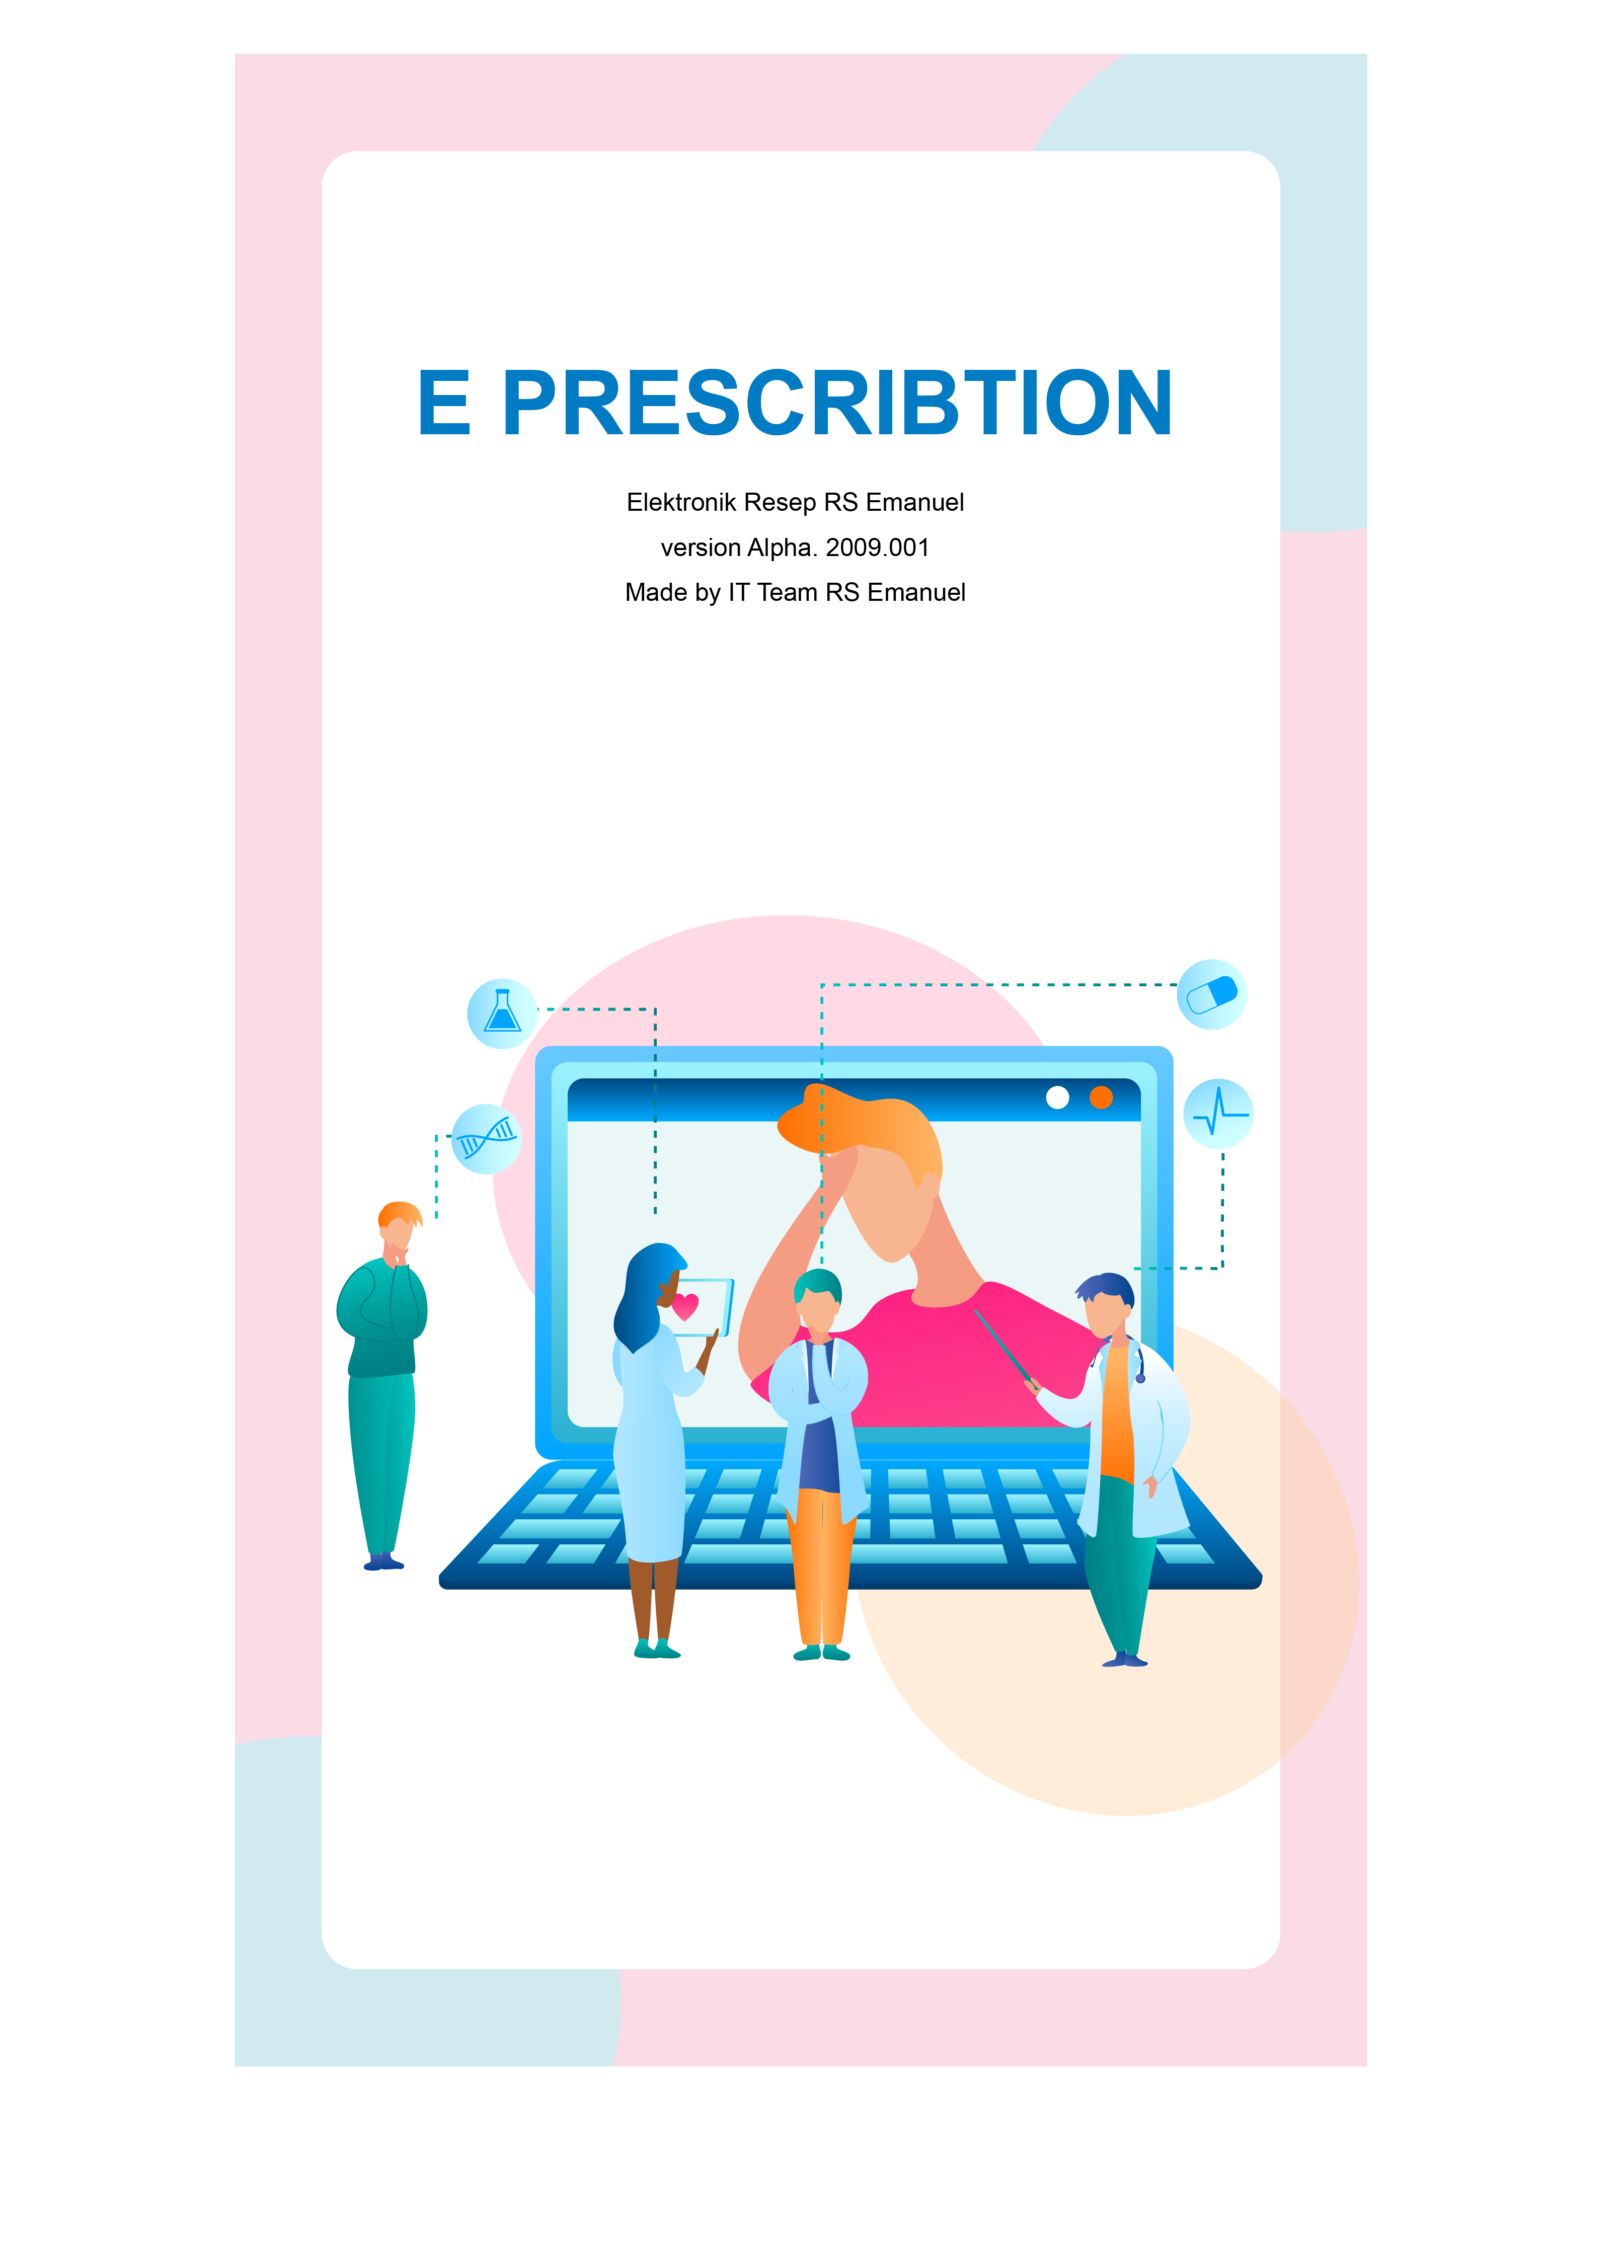 E PRESCRIBTION
Elektronik Resep RS Emanuel
version Alpha. 2009.001
Made by IT Team RS Emanuel